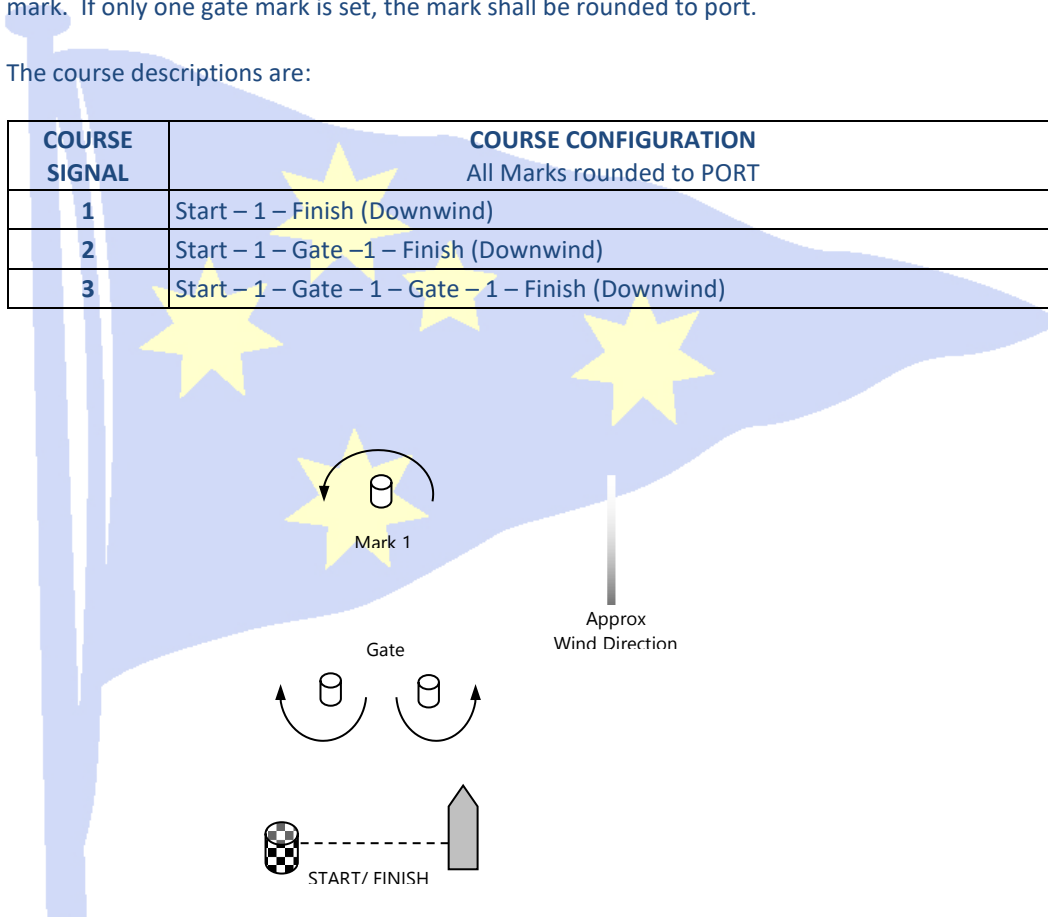 mark. If only one gate mark is set, the mark shall be rounded to port.
The course descriptions are:
COURSE SIGNAL
COURSE CONFIGURATION
All Marks rounded to PORT
1
Start – 1 – Finish (Downwind)
2
Start – 1 – Gate –1 – Finish (Downwind)
3
Start – 1 – Gate – 1 – Gate – 1 – Finish (Downwind)
Mark 1
Approx
Wind Direction
Gate
START/ FINISH